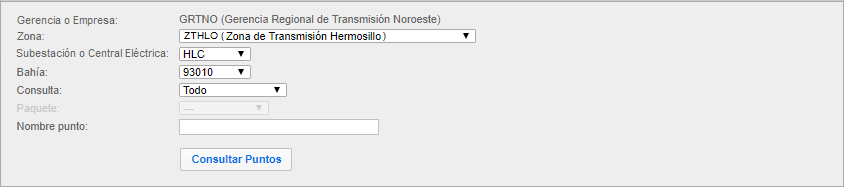 Gerencia o Empresa: GRTNO (Gerencia Regional de Transmisión Noroeste)
Zona: ZTHLO (Zona de Transmisión Hermosillo)
Subestación o Central Eléctrica: HLC
Bahía: 93010
Consulta: Todo
Paquete: ---
Nombre punto:
Consultar Puntos